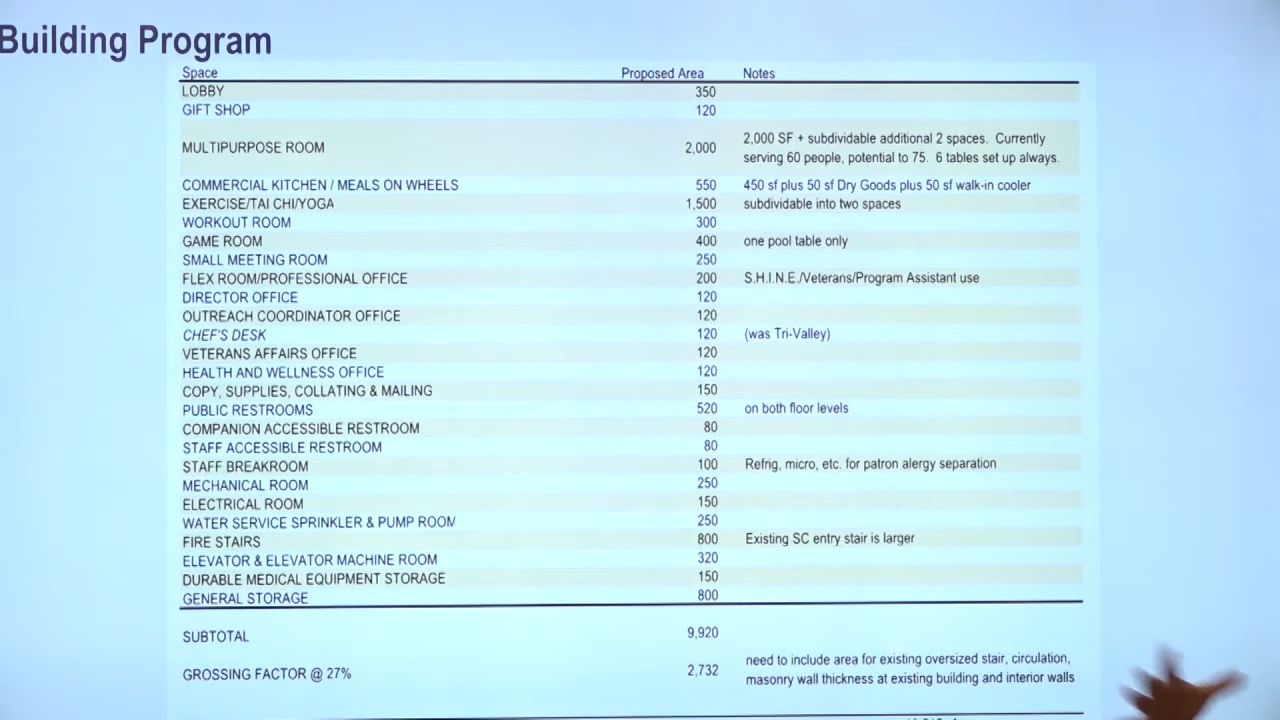 Building Program
Space Proposed Area Notes
LOBBY 350
GIFT SHOP 120
MULTIPURPOSE ROOM 2,000 2,000 SF + subdividable additional 2 spaces. Currently
serving 60 people, potential to 75. 6 tables set up always.
COMMERCIAL KITCHEN / MEALS ON WHEELS 550 450 sf plus 50 sf Dry Goods plus 50 sf walk-in cooler
EXERCISE/TAI CHI/YOGA 1,500 subdividable into two spaces
WORKOUT ROOM 300
GAME ROOM 400 one pool table only
SMALL MEETING ROOM 250
FLEX ROOM/PROFESSIONAL OFFICE 200 S.H.I.N.E./Veterans/Program Assistant use
DIRECTOR OFFICE 120
OUTREACH COORDINATOR OFFICE 120
CHEF'S DESK 120 (was Tri-Valley)
VETERANS AFFAIRS OFFICE 120
HEALTH AND WELLNESS OFFICE 120
COPY, SUPPLIES, COLLATING & MAILING 150
PUBLIC RESTROOMS 520 on both floor levels
COMPANION ACCESSIBLE RESTROOM 80
STAFF ACCESSIBLE RESTROOM 80
STAFF BREAKROOM 100 Refrig, micro, etc. for patron alergy separation
MECHANICAL ROOM 250
ELECTRICAL ROOM 150
WATER SERVICE SPRINKLER & PUMP ROOM 250
FIRE STAIRS 800 Existing SC entry stair is larger
ELEVATOR & ELEVATOR MACHINE ROOM 320
DURABLE MEDICAL EQUIPMENT STORAGE 150
GENERAL STORAGE 800
SUBTOTAL 9,920
GROSSING FACTOR @ 27% 2,732 need to include area for existing oversized stair, circulation,
masonry wall thickness at existing building and interior walls